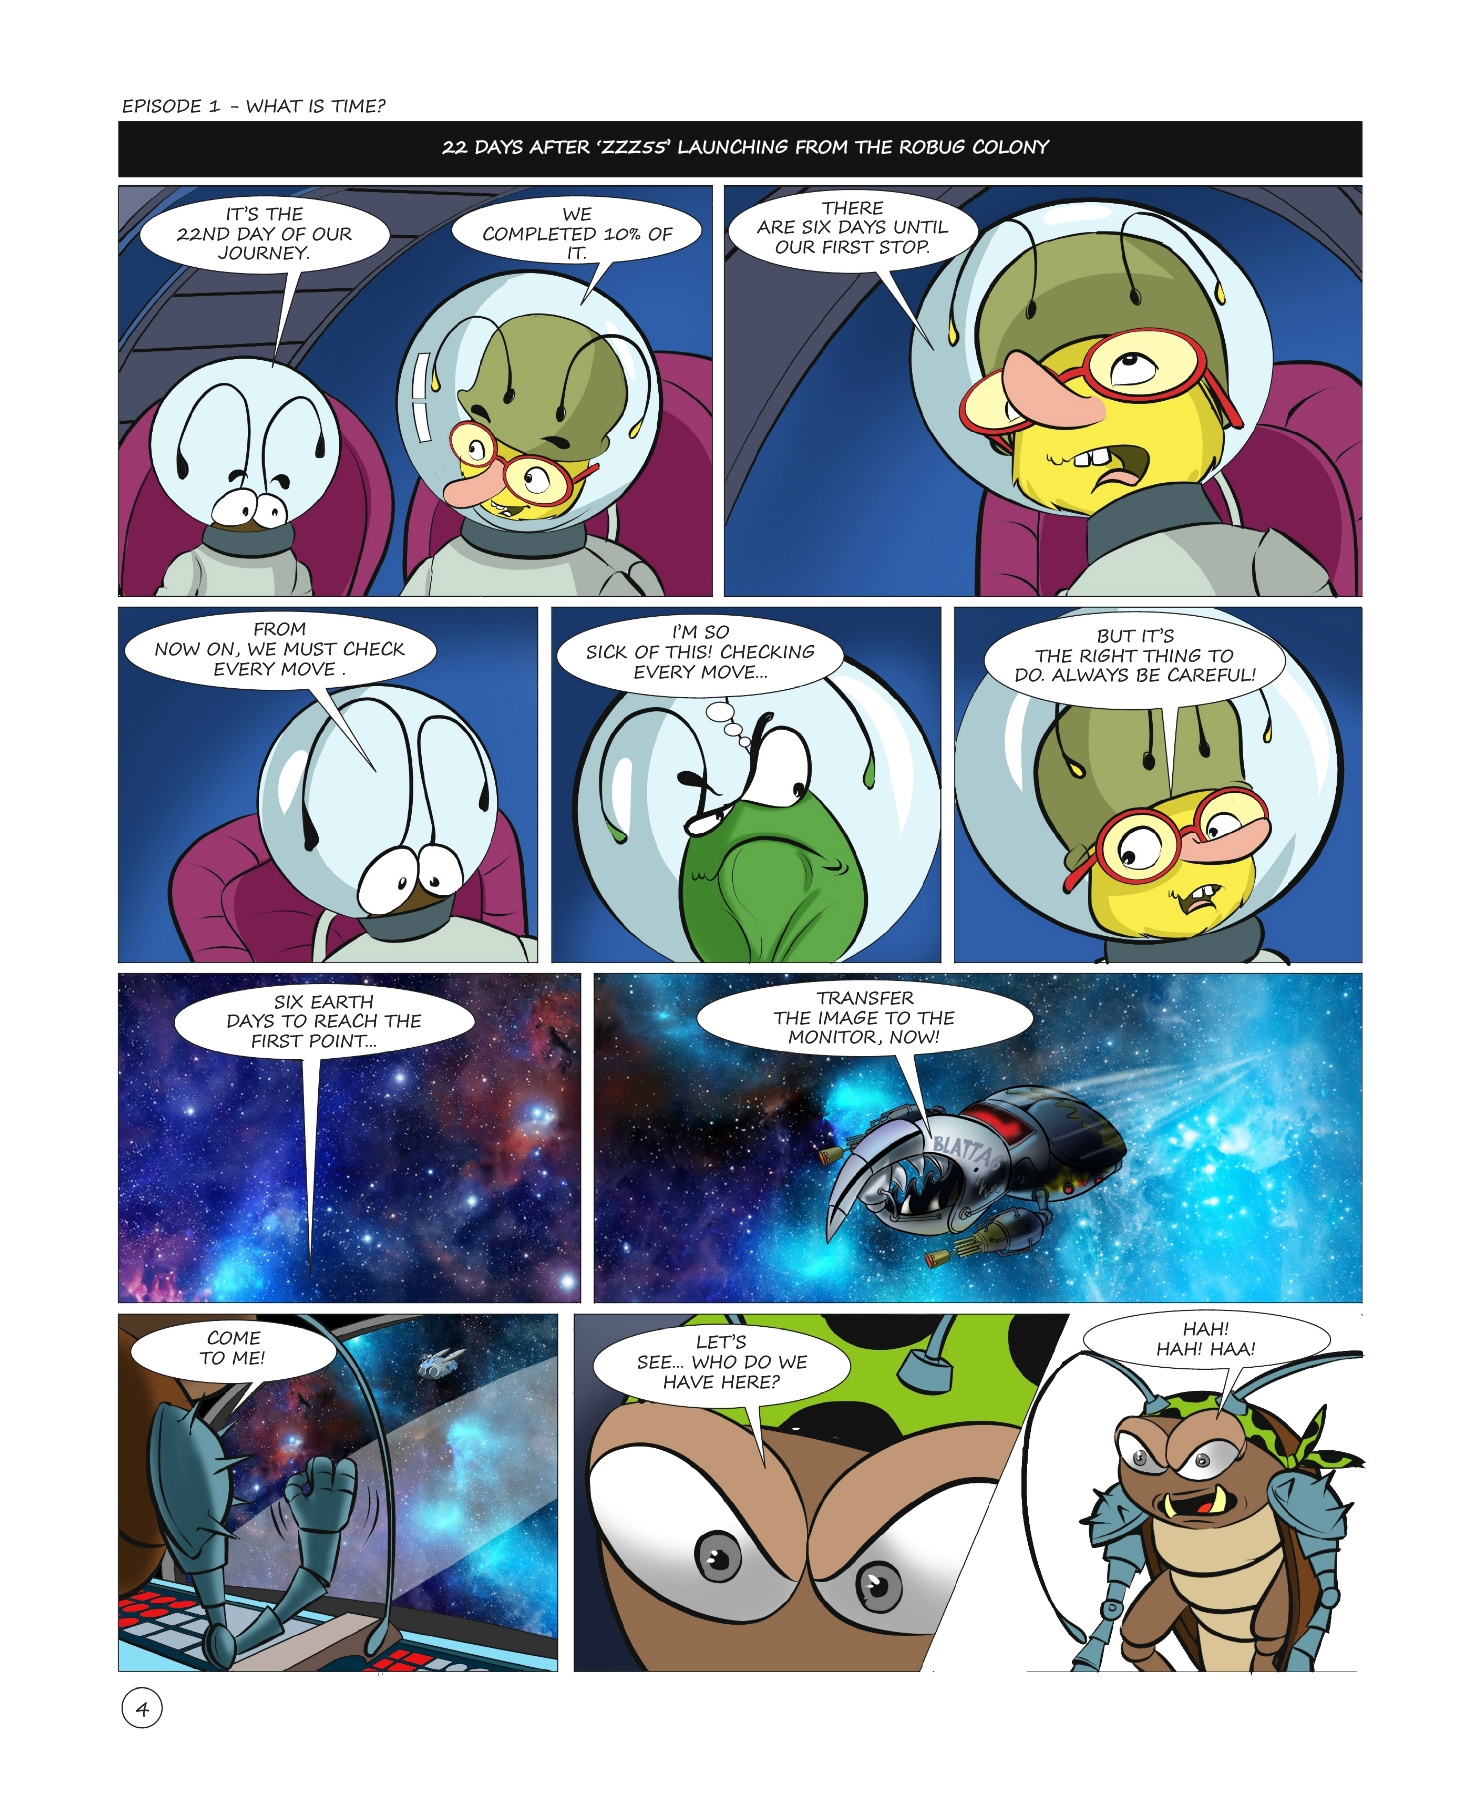 EPISODE 1 - WHAT IS TIME?
22 DAYS AFTER ‘ZZZ55’ LAUNCHING FROM THE ROBUG COLONY
IT'S THE
22ND DAY OF OUR
JOURNEY.
WE
COMPLETED 10% OF
IT.
THERE
ARE SIX DAYS UNTIL
OUR FIRST STOP.
FROM
NOW ON, WE MUST CHECK
EVERY MOVE .
I'M SO
SICK OF THIS! CHECKING
EVERY MOVE...
BUT IT'S
THE RIGHT THING TO
DO. ALWAYS BE CAREFUL!
SIX EARTH
DAYS TO REACH THE
FIRST POINT...
TRANSFER
THE IMAGE TO THE
MONITOR, NOW!
COME
TO ME!
LET'S
SEE... WHO DO WE
HAVE HERE?
HAH!
HAH! HAA!
4